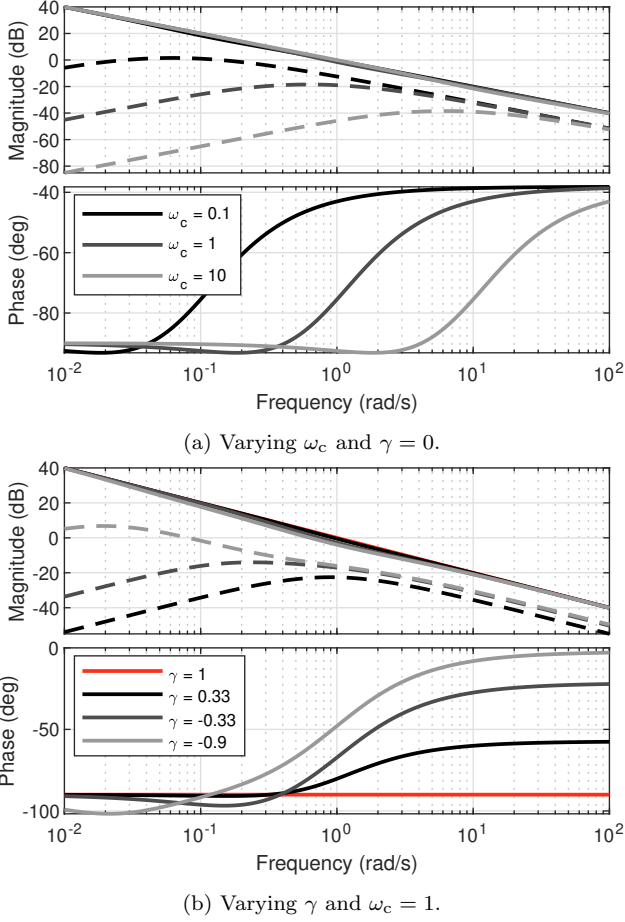 40
20
0
-20
-40
-60
-80
Magnitude (dB)
-40
-60
-80
Phase (deg)
ω_c = 0.1
ω_c = 1
ω_c = 10
10^-2 10^-1 10^0 10^1 10^2
Frequency (rad/s)
(a) Varying ω_c and γ = 0.
40
20
0
-20
-40
Magnitude (dB)
0
-50
-100
Phase (deg)
γ = 1
γ = 0.33
γ = -0.33
γ = -0.9
10^-2 10^-1 10^0 10^1 10^2
Frequency (rad/s)
(b) Varying γ and ω_c = 1.